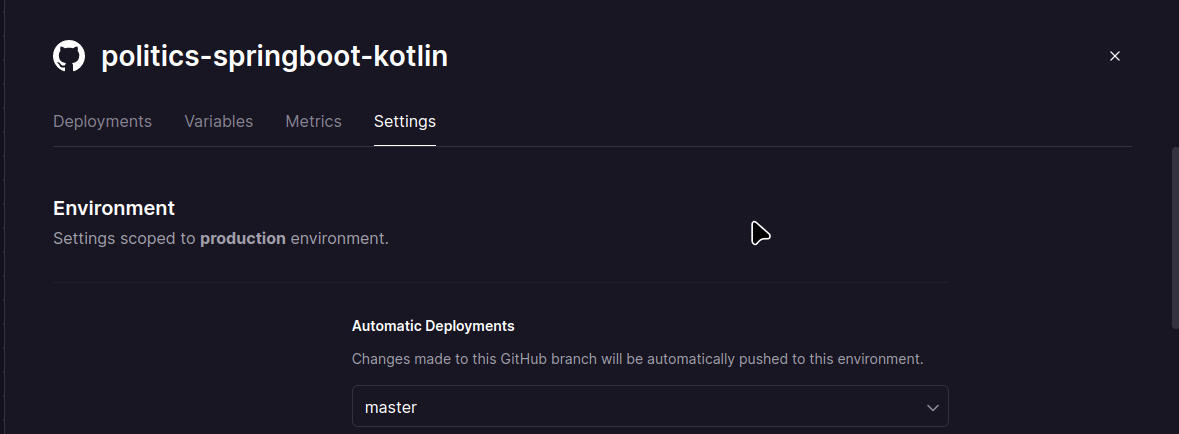 politics-springboot-kotlin
Deployments Variables Metrics Settings
Environment
Settings scoped to production environment.
Automatic Deployments
Changes made to this GitHub branch will be automatically pushed to this environment.
master